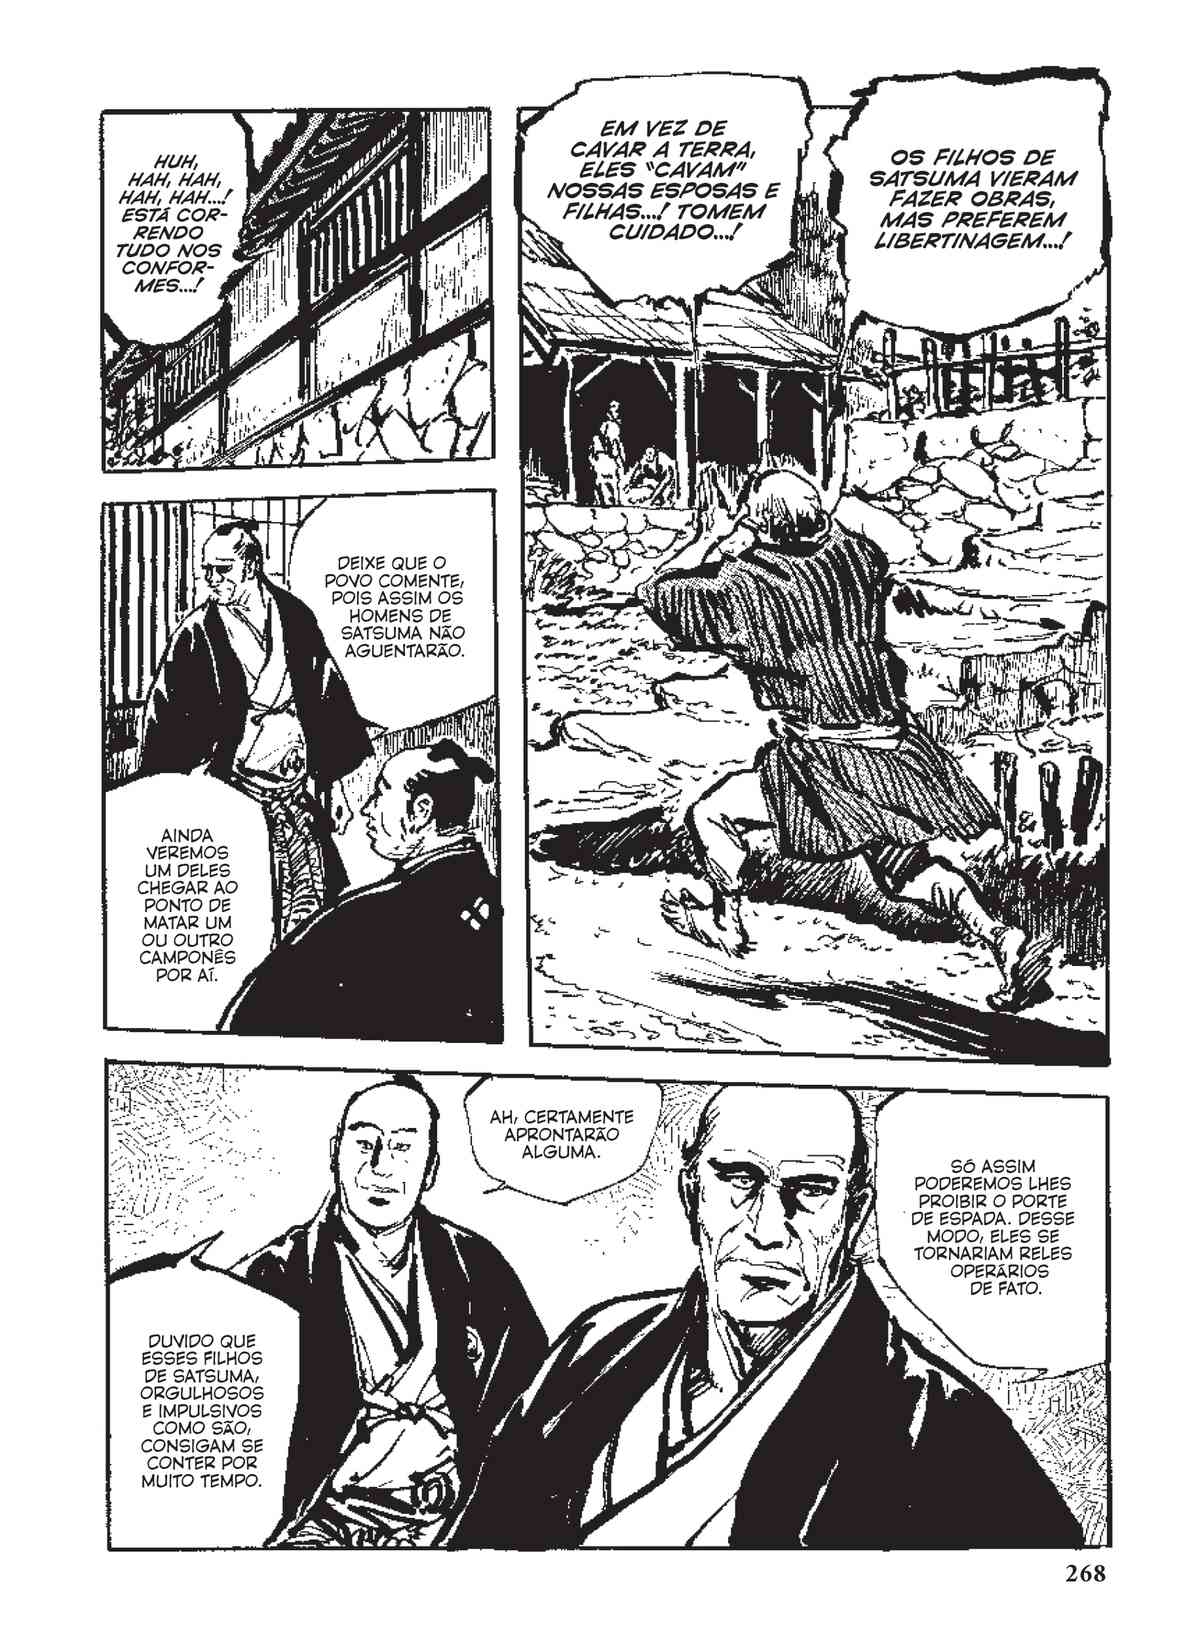 OS FILHOS DE
SATSUMA VIERAM
FAZER OBRAS,
MAS PREFEREM
LIBERTINAGEM...!
EM VEZ DE
CAVAR A TERRA,
ELES “CAVAM”
NOSSAS ESPOSAS E
FILHAS...! TOMEM
CUIDADO...!
HUH,
HAH, HAH,
HAH, HAH...!
ESTÁ COR-
RENDO
TUDO NOS
CONFOR-
MES...!
DEIXE QUE O
POVO COMENTE,
POIS ASSIM OS
HOMENS DE
SATSUMA NÃO
AGUENTARÃO.
AINDA
VEREMOS
UM DELES
CHEGAR AO
PONTO DE
MATAR UM
OU OUTRO
CAMPONÊS
POR AÍ.
SÓ ASSIM
PODEREMOS LHES
PROIBIR O PORTE
DE ESPADA. DESSE
MODO, ELES SE
TORNARIAM RELES
OPERÁRIOS
DE FATO.
AH, CERTAMENTE
APRONTARÃO
ALGUMA.
DUVIDO QUE
ESSES FILHOS
DE SATSUMA,
ORGULHOSOS
E IMPULSIVOS
COMO SÃO,
CONSIGAM SE
CONTER POR
MUITO TEMPO.
268